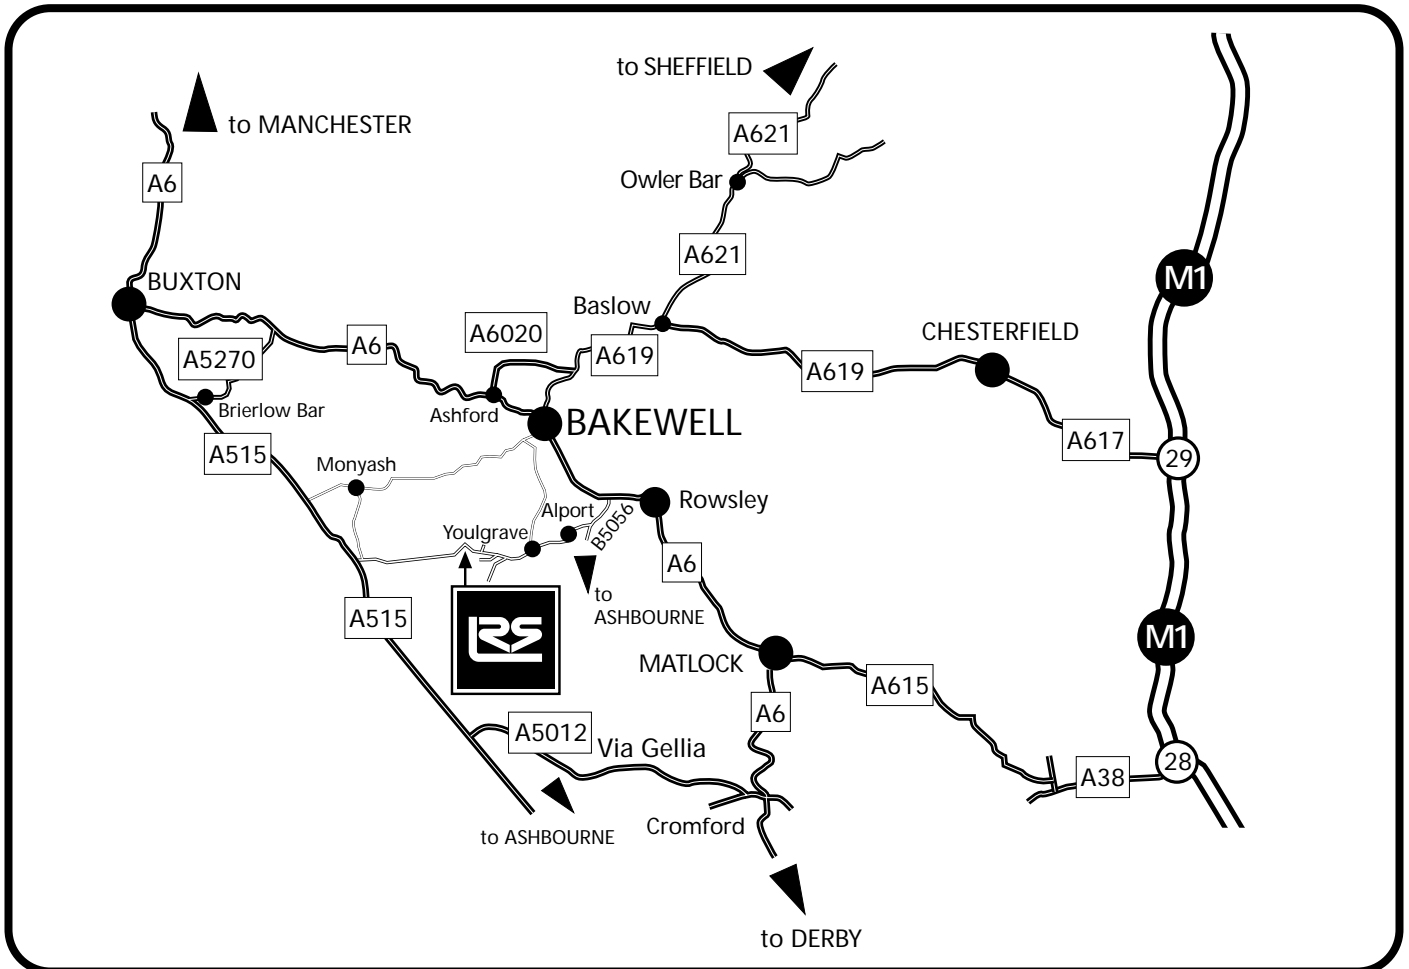 to SHEFFIELD
to MANCHESTER
A621
A6
Owler Bar
A621
BUXTON
M1
Baslow
A6020
CHESTERFIELD
A6
A619
A5270
A619
Ashford
Brierlow Bar
BAKEWELL
A617
A515
29
Monyash
Rowsley
Alport
B5056
Youlgrave
A6
to
ASHBOURNE
A515
LRS
M1
MATLOCK
A615
A6
A5012
Via Gellia
28
A38
Cromford
to ASHBOURNE
to DERBY